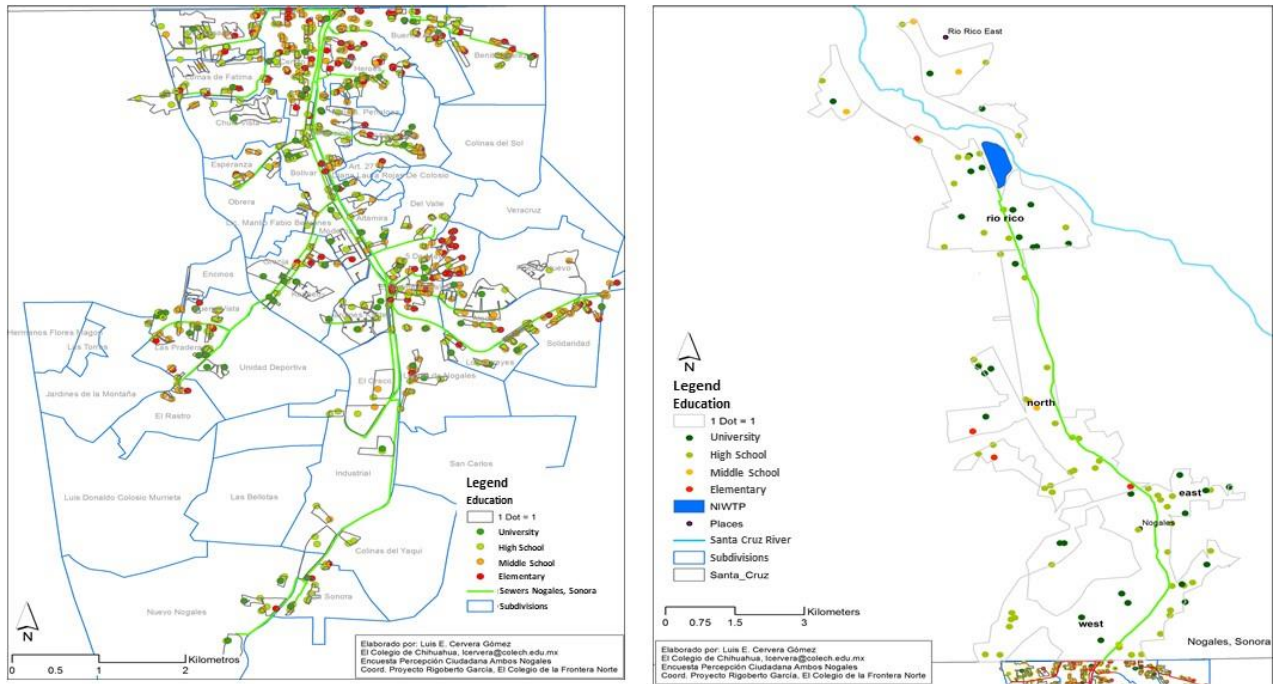 Lomas de Fatima
Benito Juarez
Chula Vista
Colinas del Sol
Esperanza
Bolivar
Art. 27
Obrera
Del Valle
Veracruz
Altamira
Encinos
Hermanos Flores Magon
Las Torres
Las Praderas
Solidaridad
Unidad Deportiva
El Greco
Jardines de la Montaña
El Rastro
San Carlos
Industrial
Luis Donaldo Colosio Murrieta
Las Bellotas
Colinas del Yaqui
Nuevo Nogales
Sonora
Legend
Education
1 Dot = 1
University
High School
Middle School
Elementary
Sewers Nogales, Sonora
Subdivisions
N
Kilometros
0 0.5 1 2
Elaborado por: Luis E. Cervera Gómez
El Colegio de Chihuahua, lcervera@colech.edu.mx
Encuesta Percepción Ciudadana Ambos Nogales
Coord. Proyecto Rigoberto García, El Colegio de la Frontera Norte
Rio Rico East
rio rico
north
east
Nogales
west
Nogales, Sonora
N
Legend
Education
1 Dot = 1
University
High School
Middle School
Elementary
NIWTP
Places
Santa Cruz River
Subdivisions
Santa_Cruz
Kilometers
0 0.75 1.5 3
Elaborado por: Luis E. Cervera Gómez
El Colegio de Chihuahua, lcervera@colech.edu.mx
Encuesta Percepción Ciudadana Ambos Nogales
Coord. Proyecto Rigoberto García, El Colegio de la Frontera Norte